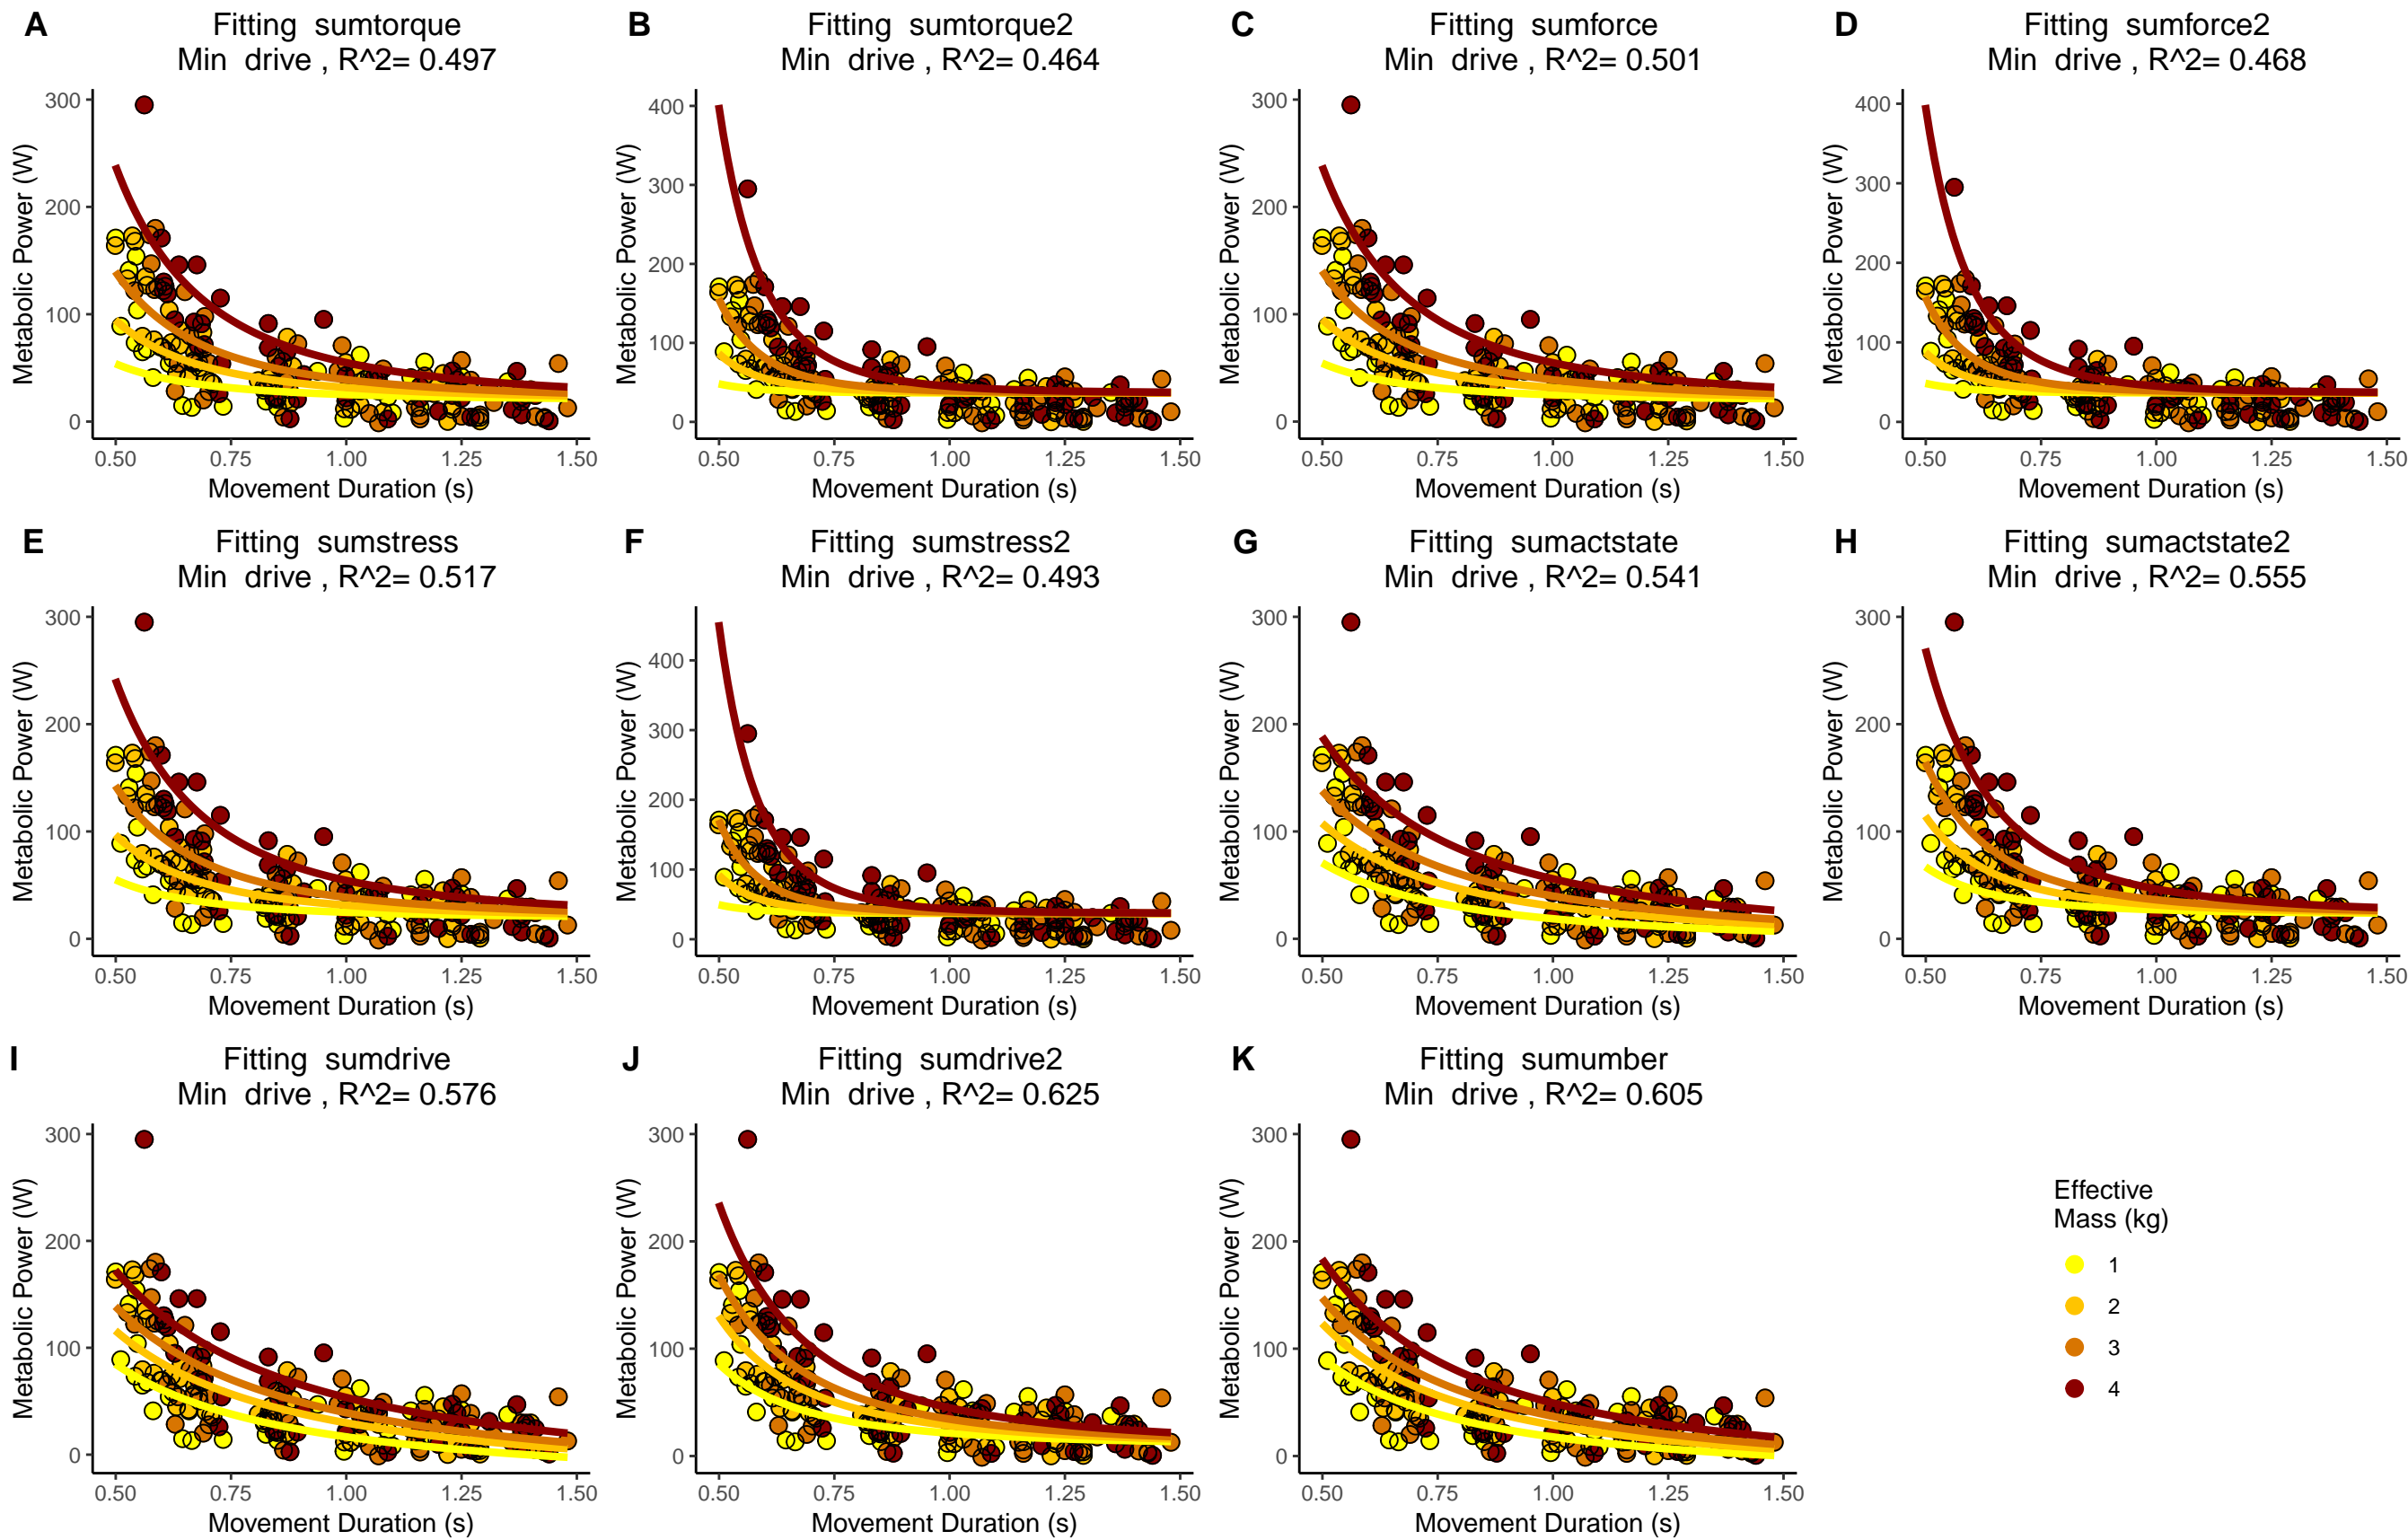 A
Fitting sumtorque
Min drive , R^2= 0.497
Metabolic Power (W)
300
200
100
0
0.50 0.75 1.00 1.25 1.50
Movement Duration (s)
B
Fitting sumtorque2
Min drive , R^2= 0.464
Metabolic Power (W)
400
300
200
100
0
0.50 0.75 1.00 1.25 1.50
Movement Duration (s)
C
Fitting sumforce
Min drive , R^2= 0.501
Metabolic Power (W)
300
200
100
0
0.50 0.75 1.00 1.25 1.50
Movement Duration (s)
D
Fitting sumforce2
Min drive , R^2= 0.468
Metabolic Power (W)
400
300
200
100
0
0.50 0.75 1.00 1.25 1.50
Movement Duration (s)
E
Fitting sumstress
Min drive , R^2= 0.517
Metabolic Power (W)
300
200
100
0
0.50 0.75 1.00 1.25 1.50
Movement Duration (s)
F
Fitting sumstress2
Min drive , R^2= 0.493
Metabolic Power (W)
400
300
200
100
0
0.50 0.75 1.00 1.25 1.50
Movement Duration (s)
G
Fitting sumactstate
Min drive , R^2= 0.541
Metabolic Power (W)
300
200
100
0
0.50 0.75 1.00 1.25 1.50
Movement Duration (s)
H
Fitting sumactstate2
Min drive , R^2= 0.555
Metabolic Power (W)
300
200
100
0
0.50 0.75 1.00 1.25 1.50
Movement Duration (s)
I
Fitting sumdrive
Min drive , R^2= 0.576
Metabolic Power (W)
300
200
100
0
0.50 0.75 1.00 1.25 1.50
Movement Duration (s)
J
Fitting sumdrive2
Min drive , R^2= 0.625
Metabolic Power (W)
300
200
100
0
0.50 0.75 1.00 1.25 1.50
Movement Duration (s)
K
Fitting sumumber
Min drive , R^2= 0.605
Metabolic Power (W)
300
200
100
0
0.50 0.75 1.00 1.25 1.50
Movement Duration (s)
Effective
Mass (kg)
1
2
3
4